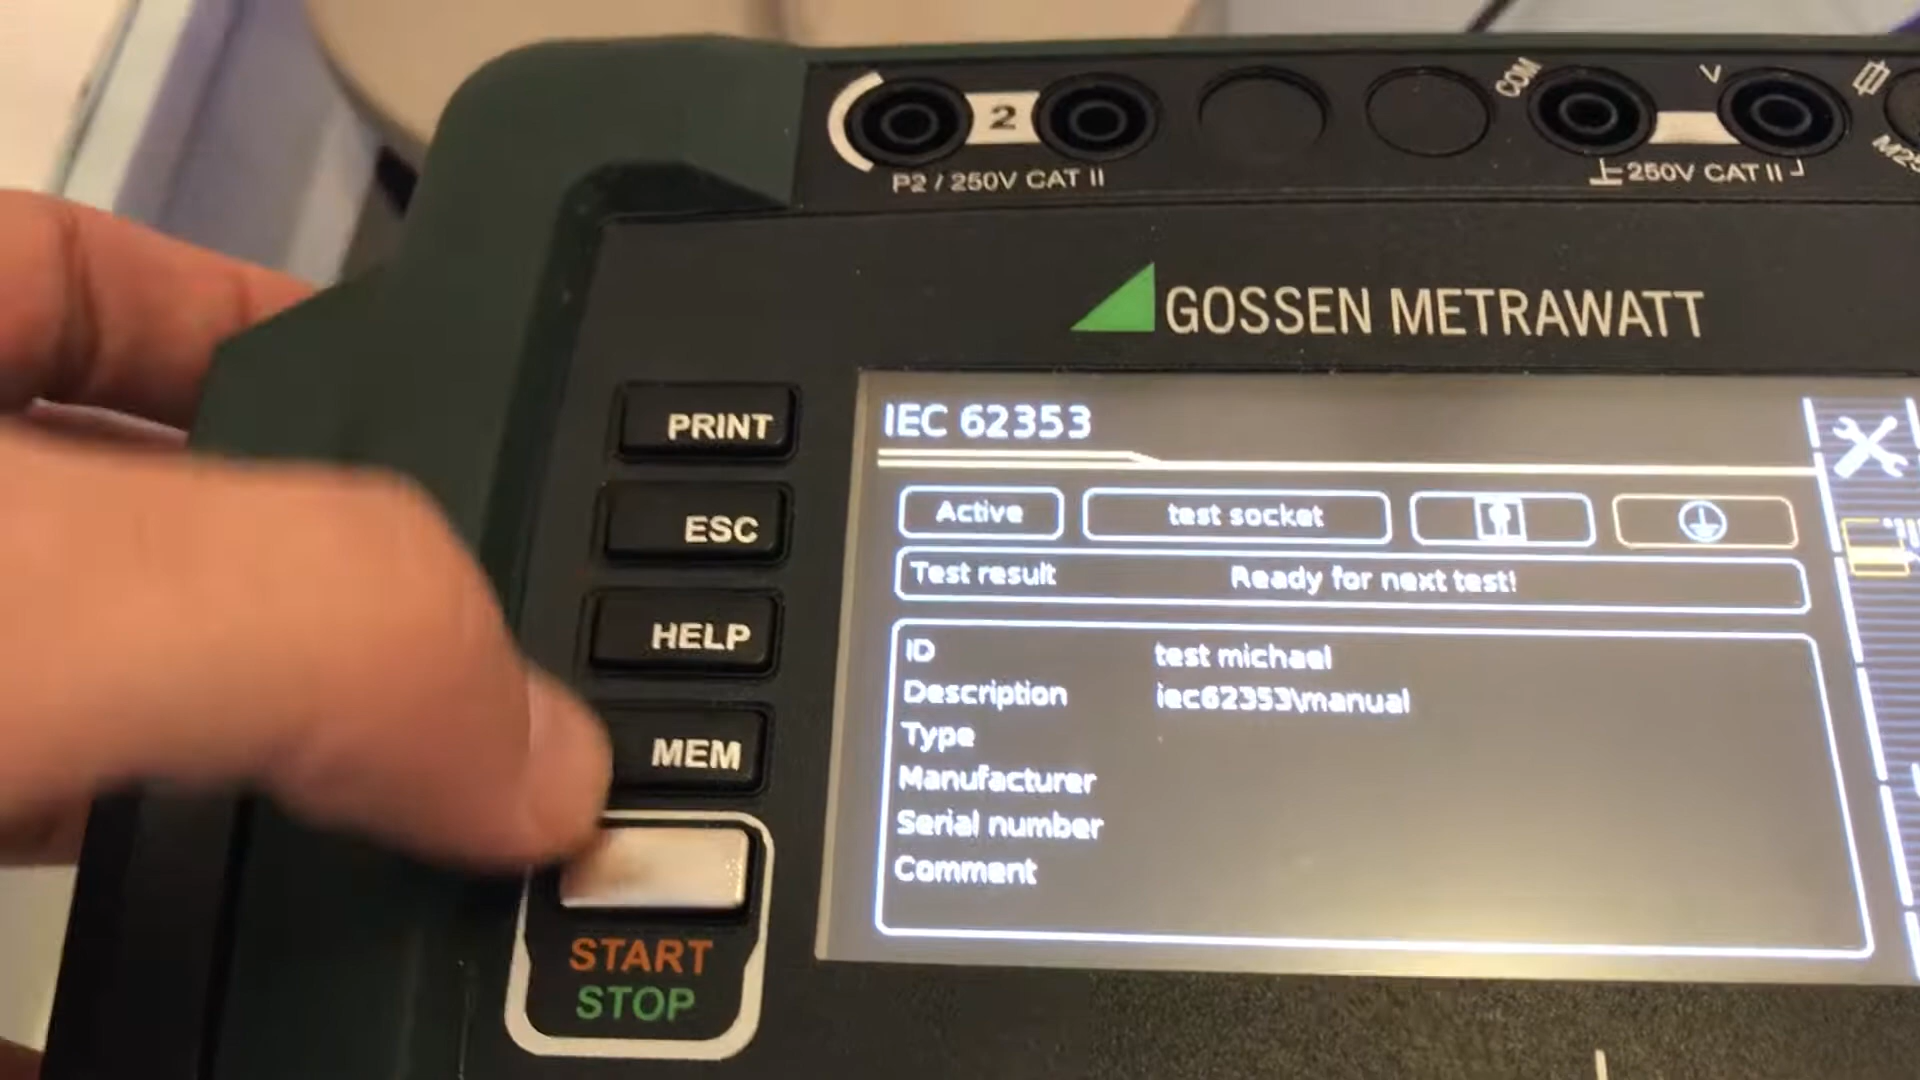 2
COM
V
P2 / 250V CAT II
250V CAT II
GOSSEN METRAWATT
PRINT
ESC
HELP
MEM
START
STOP
IEC 62353
Active
test socket
Test result Ready for next test!
ID test michael
Description iec62353\manual
Type
Manufacturer
Serial number
Comment